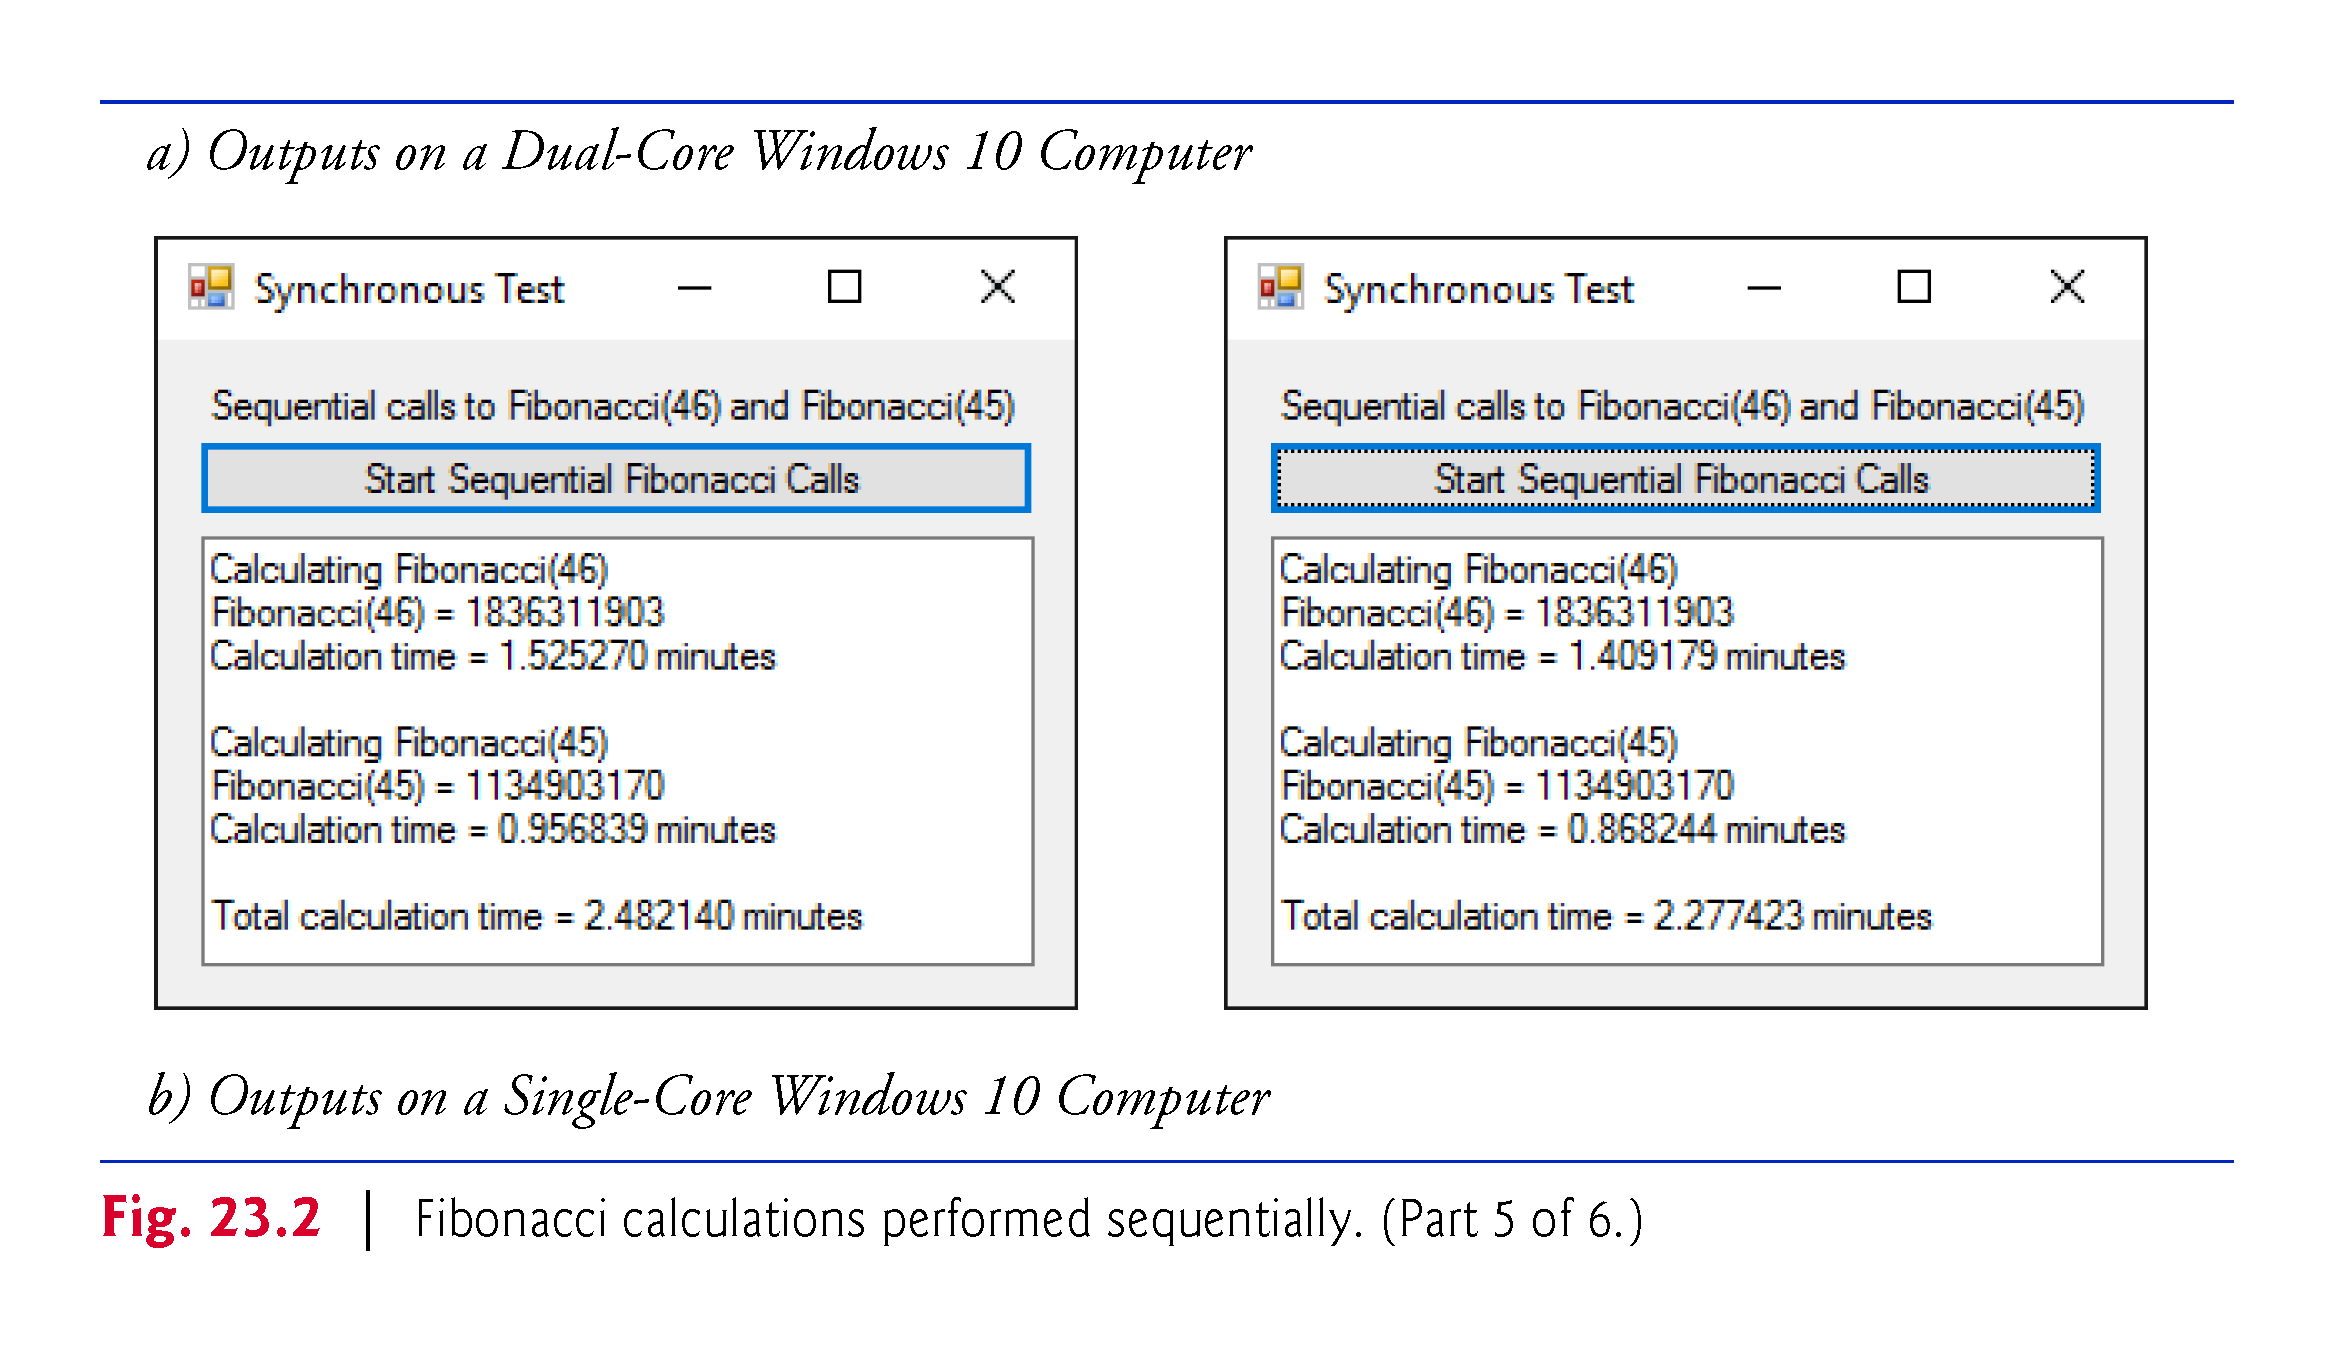 a) Outputs on a Dual-Core Windows 10 Computer
Synchronous Test
Sequential calls to Fibonacci(46) and Fibonacci(45)
Start Sequential Fibonacci Calls
Calculating Fibonacci(46)
Fibonacci(46) = 1836311903
Calculation time = 1.525270 minutes
Calculating Fibonacci(45)
Fibonacci(45) = 1134903170
Calculation time = 0.956839 minutes
Total calculation time = 2.482140 minutes
Synchronous Test
Sequential calls to Fibonacci(46) and Fibonacci(45)
Start Sequential Fibonacci Calls
Calculating Fibonacci(46)
Fibonacci(46) = 1836311903
Calculation time = 1.409179 minutes
Calculating Fibonacci(45)
Fibonacci(45) = 1134903170
Calculation time = 0.868244 minutes
Total calculation time = 2.277423 minutes
b) Outputs on a Single-Core Windows 10 Computer
Fig. 23.2 | Fibonacci calculations performed sequentially. (Part 5 of 6.)